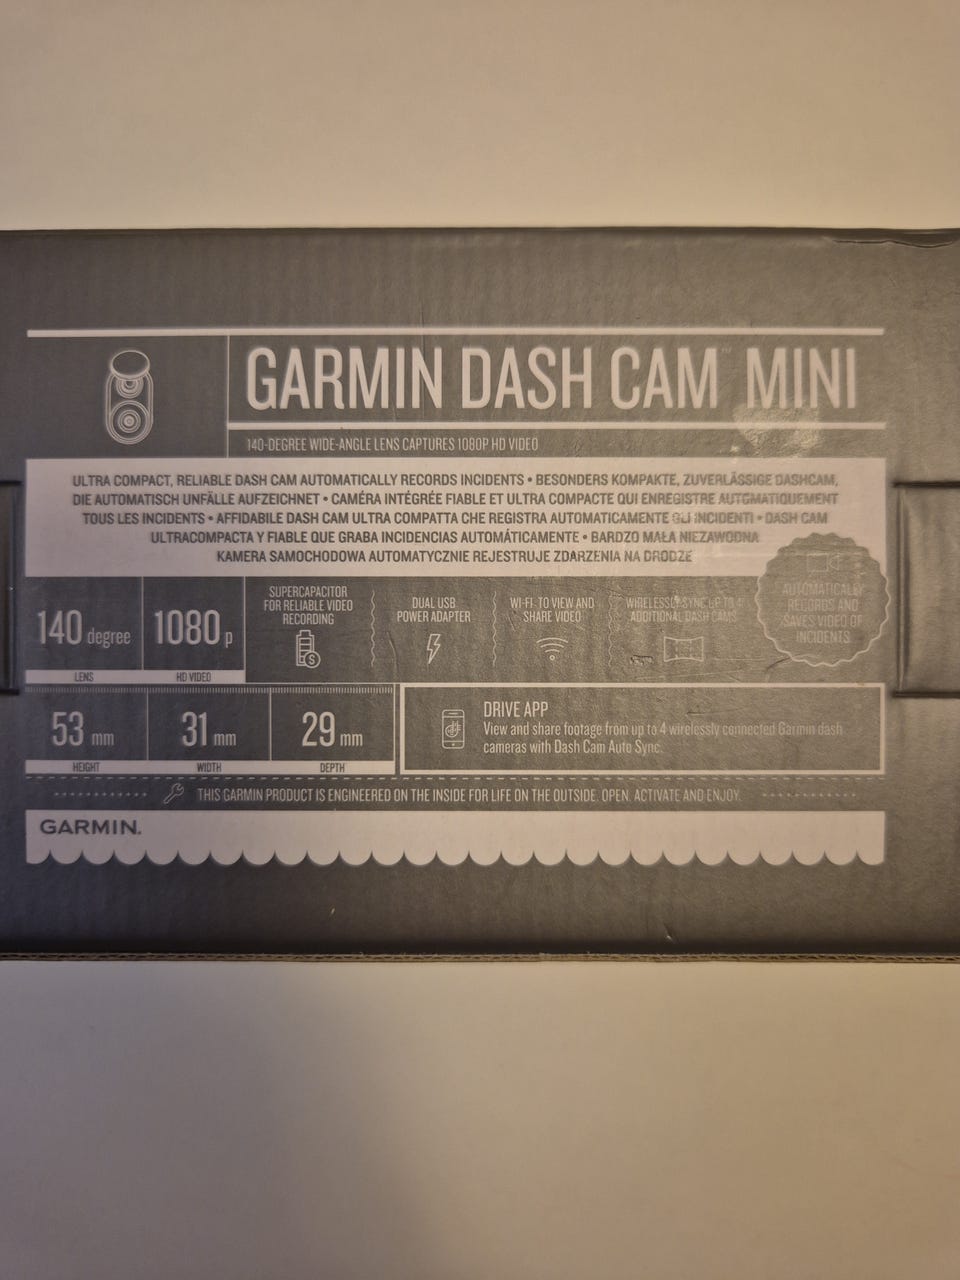 GARMIN DASH CAM™ MINI
140-DEGREE WIDE-ANGLE LENS CAPTURES 1080P HD VIDEO
ULTRA COMPACT, RELIABLE DASH CAM AUTOMATICALLY RECORDS INCIDENTS • BESONDERS KOMPAKTE, ZUVERLÄSSIGE DASHCAM,
DIE AUTOMATISCH UNFÄLLE AUFZEICHNET • CAMÉRA INTÉGRÉE FIABLE ET ULTRA COMPACTE QUI ENREGISTRE AUTOMATIQUEMENT
TOUS LES INCIDENTS • AFFIDABILE DASH CAM ULTRA COMPATTA CHE REGISTRA AUTOMATICAMENTE GLI INCIDENTI • DASH CAM
ULTRACOMPACTA Y FIABLE QUE GRABA INCIDENCIAS AUTOMÁTICAMENTE • BARDZO MAŁA NIEZAWODNA
KAMERA SAMOCHODOWA AUTOMATYCZNIE REJESTRUJE ZDARZENIA NA DRODZE
AUTOMATICALLY
RECORDS AND
SAVES VIDEO OF
INCIDENTS
140 degree
LENS
1080 p
HD VIDEO
SUPERCAPACITOR
FOR RELIABLE VIDEO
RECORDING
S
DUAL USB
POWER ADAPTER
WI-FI® TO VIEW AND
SHARE VIDEO
WIRELESSLY SYNC UP TO 4
ADDITIONAL DASH CAMS
53 mm
HEIGHT
31 mm
WIDTH
29 mm
DEPTH
DRIVE APP
View and share footage from up to 4 wirelessly connected Garmin dash
cameras with Dash Cam Auto Sync.
THIS GARMIN PRODUCT IS ENGINEERED ON THE INSIDE FOR LIFE ON THE OUTSIDE. OPEN, ACTIVATE AND ENJOY.
GARMIN.